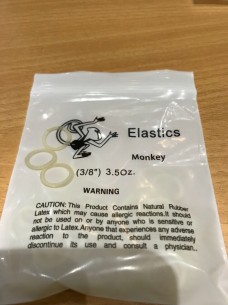 Elastics
Monkey
(3/8") 3.5Oz.
WARNING
CAUTION: This Product Contains Natural Rubber
Latex which may cause allergic reactions.It should
not be used on or by anyone who is sensitive or
allergic to Latex.Anyone that experiences any adverse
reaction to the product, should immediately
discontinue its use and consult a physician..